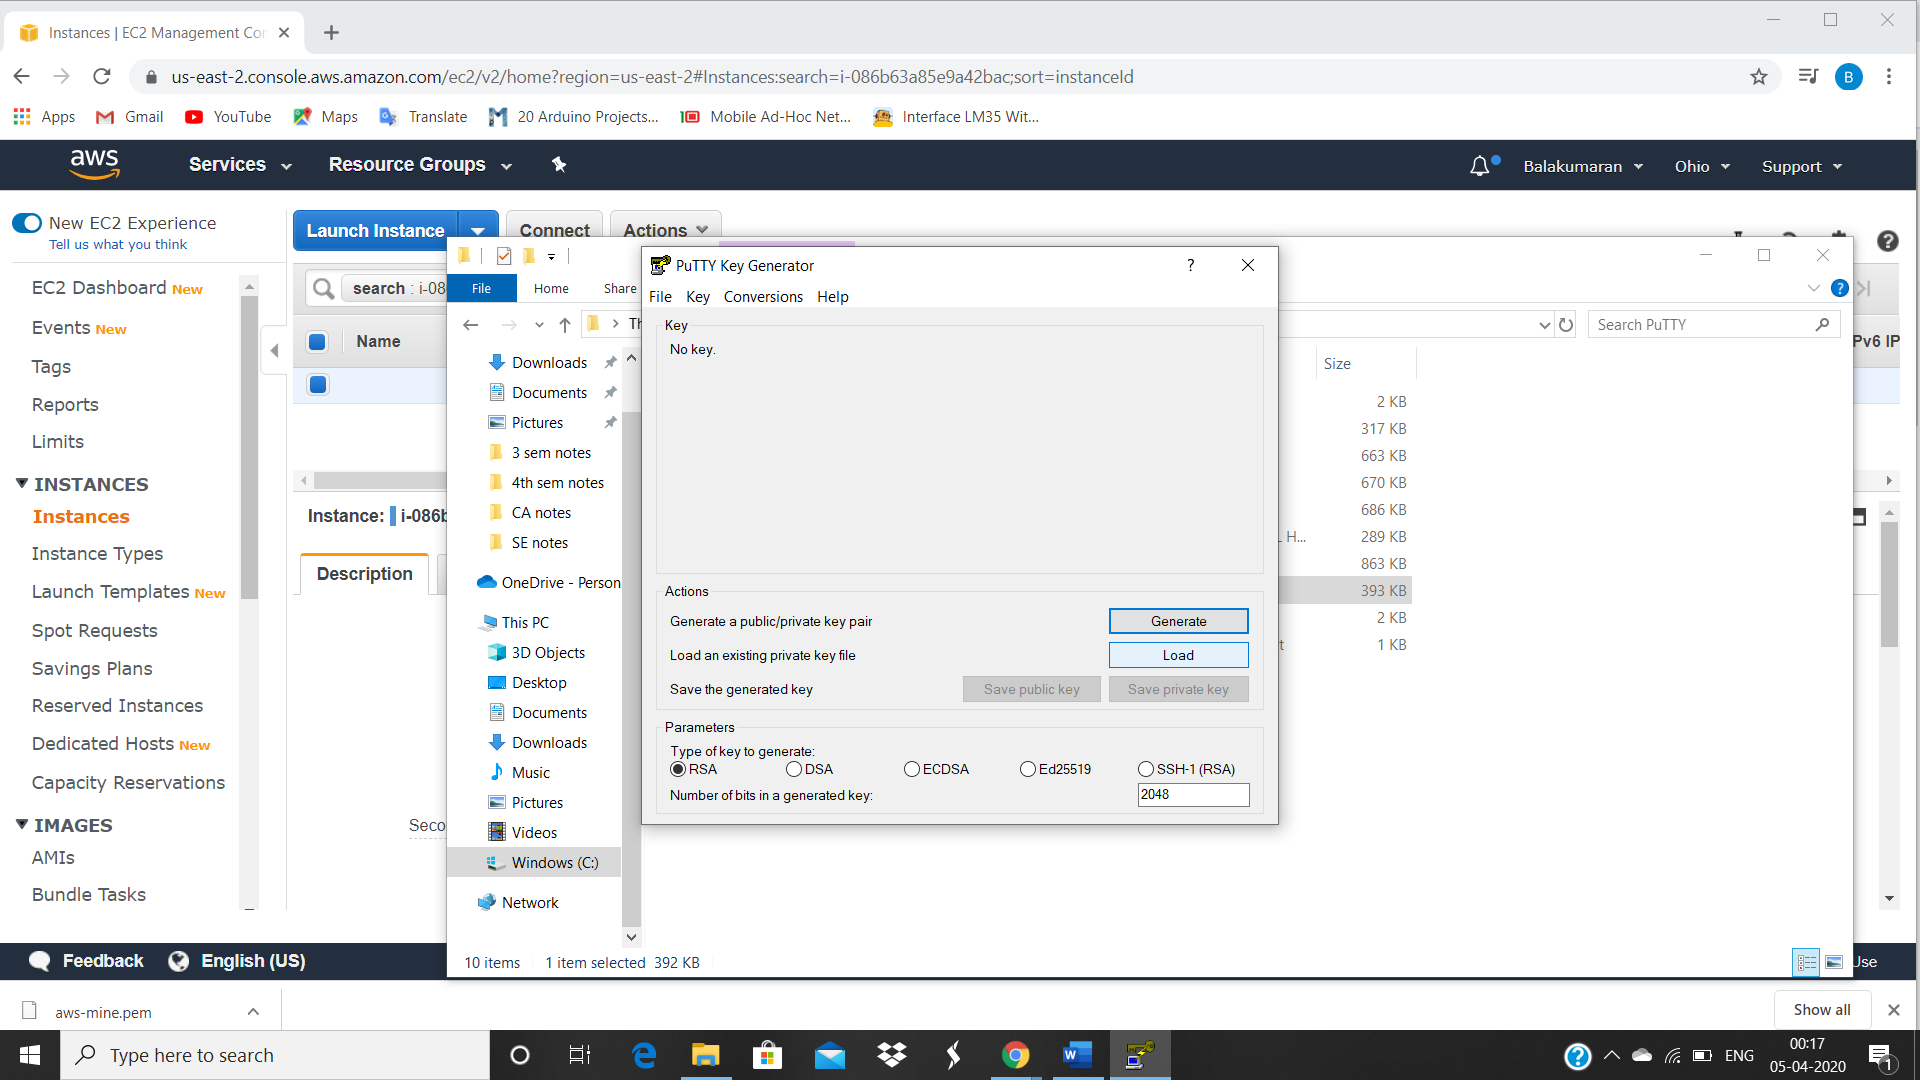 Instances | EC2 Management Con
us-east-2.console.aws.amazon.com/ec2/v2/home?region=us-east-2#Instances:search=i-086b63a85e9a42bac;sort=instanceId
B
Apps
Gmail
YouTube
Maps
Translate
20 Arduino Projects...
Mobile Ad-Hoc Net...
Interface LM35 Wit...
aws
Services
Resource Groups
Balakumaran
Ohio
Support
New EC2 Experience
Tell us what you think
EC2 Dashboard New
Events New
Tags
Reports
Limits
INSTANCES
Instances
Instance Types
Launch Templates New
Spot Requests
Savings Plans
Reserved Instances
Dedicated Hosts New
Capacity Reservations
IMAGES
AMIs
Bundle Tasks
Launch Instance
Connect
Actions
search : i-08
Name
Pv6 IP
Instance: i-086b
Description
Seco
File
Home
Share
Th
Search PuTTY
Downloads
Documents
Pictures
3 sem notes
4th sem notes
CA notes
SE notes
OneDrive - Person
This PC
3D Objects
Desktop
Documents
Downloads
Music
Pictures
Videos
Windows (C:)
Network
Size
2 KB
317 KB
663 KB
670 KB
686 KB
L H... 289 KB
863 KB
393 KB
2 KB
t 1 KB
10 items 1 item selected 392 KB
PuTTY Key Generator
?
File Key Conversions Help
Key
No key.
Actions
Generate a public/private key pair
Generate
Load an existing private key file
Load
Save the generated key
Save public key
Save private key
Parameters
Type of key to generate:
RSA DSA ECDSA Ed25519 SSH-1 (RSA)
Number of bits in a generated key:
2048
Feedback
English (US)
Use
aws-mine.pem
Show all
Type here to search
ENG
00:17
05-04-2020
1